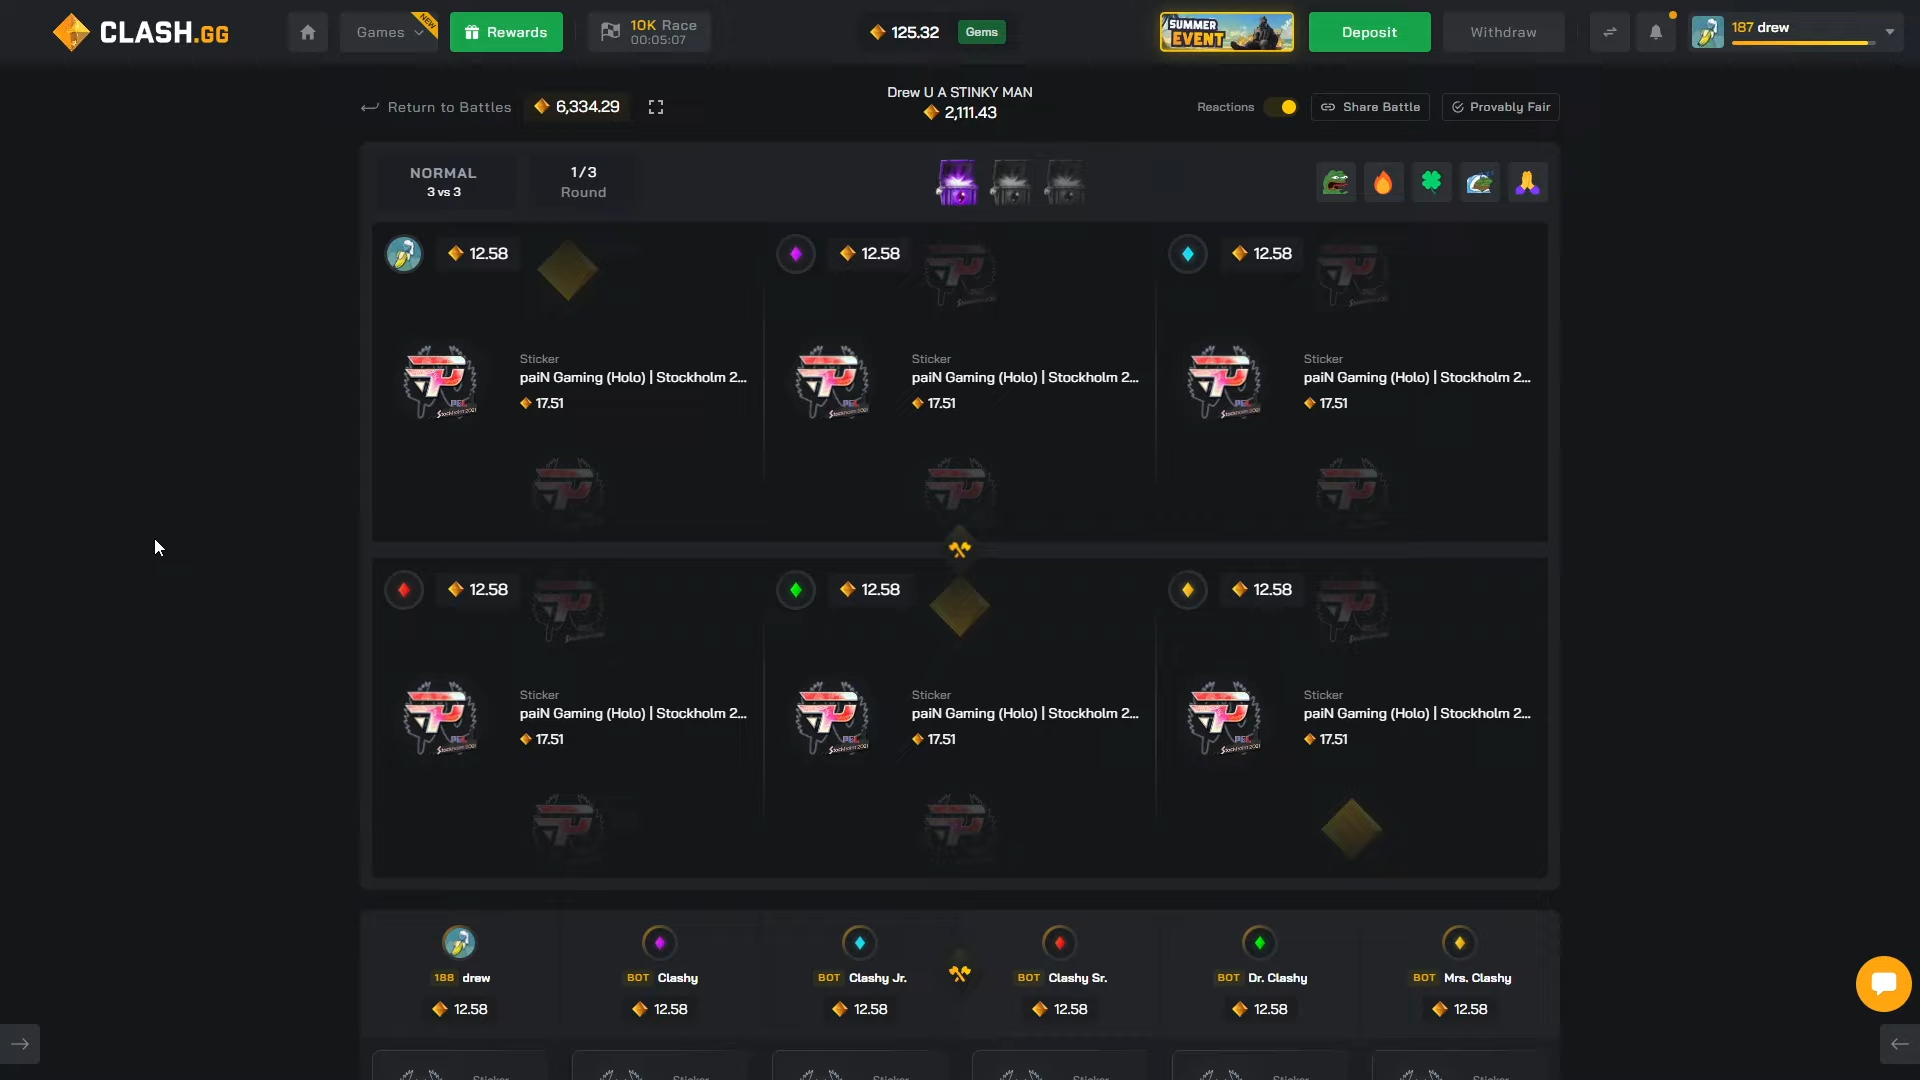 CLASH.GG
Games
NEW
Rewards
10K Race
00:05:07
125.32
Gems
SUMMER
EVENT
Deposit
Withdraw
187 drew
Return to Battles
6,334.29
Drew U A STINKY MAN
2,111.43
Reactions
Share Battle
Provably Fair
NORMAL
3 vs 3
1/3
Round
12.58
12.58
12.58
Sticker
paiN Gaming (Holo) | Stockholm 2...
17.51
Sticker
paiN Gaming (Holo) | Stockholm 2...
17.51
Sticker
paiN Gaming (Holo) | Stockholm 2...
17.51
12.58
12.58
12.58
Sticker
paiN Gaming (Holo) | Stockholm 2...
17.51
Sticker
paiN Gaming (Holo) | Stockholm 2...
17.51
Sticker
paiN Gaming (Holo) | Stockholm 2...
17.51
188 drew
12.58
BOT Clashy
12.58
BOT Clashy Jr.
12.58
BOT Clashy Sr.
12.58
BOT Dr. Clashy
12.58
BOT Mrs. Clashy
12.58
Sticker
Sticker
Sticker
Sticker
Sticker
Sticker